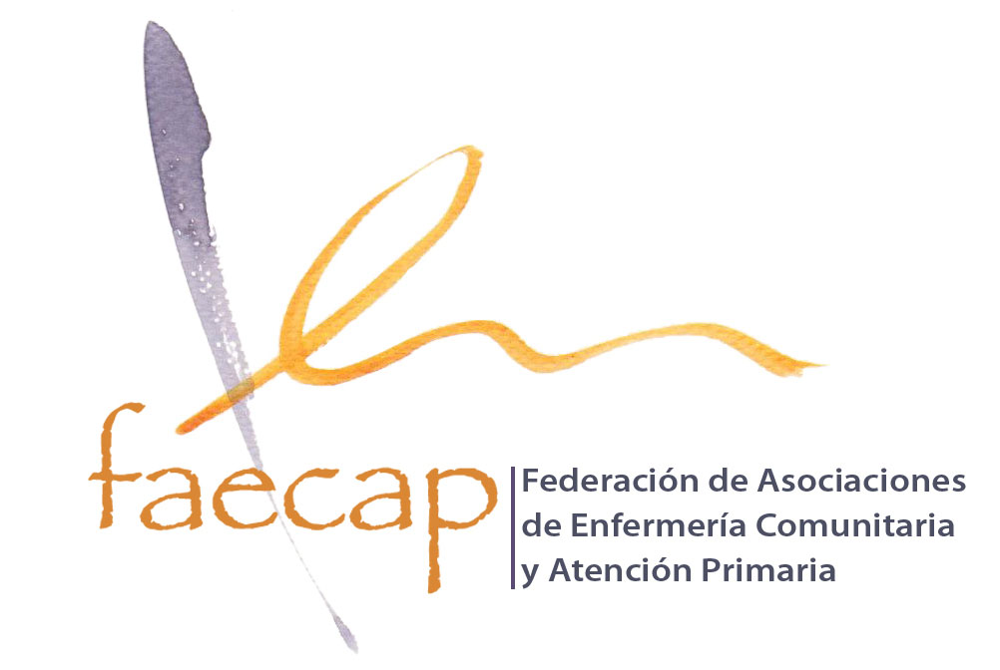 faecap
Federación de Asociaciones
de Enfermería Comunitaria
y Atención Primaria